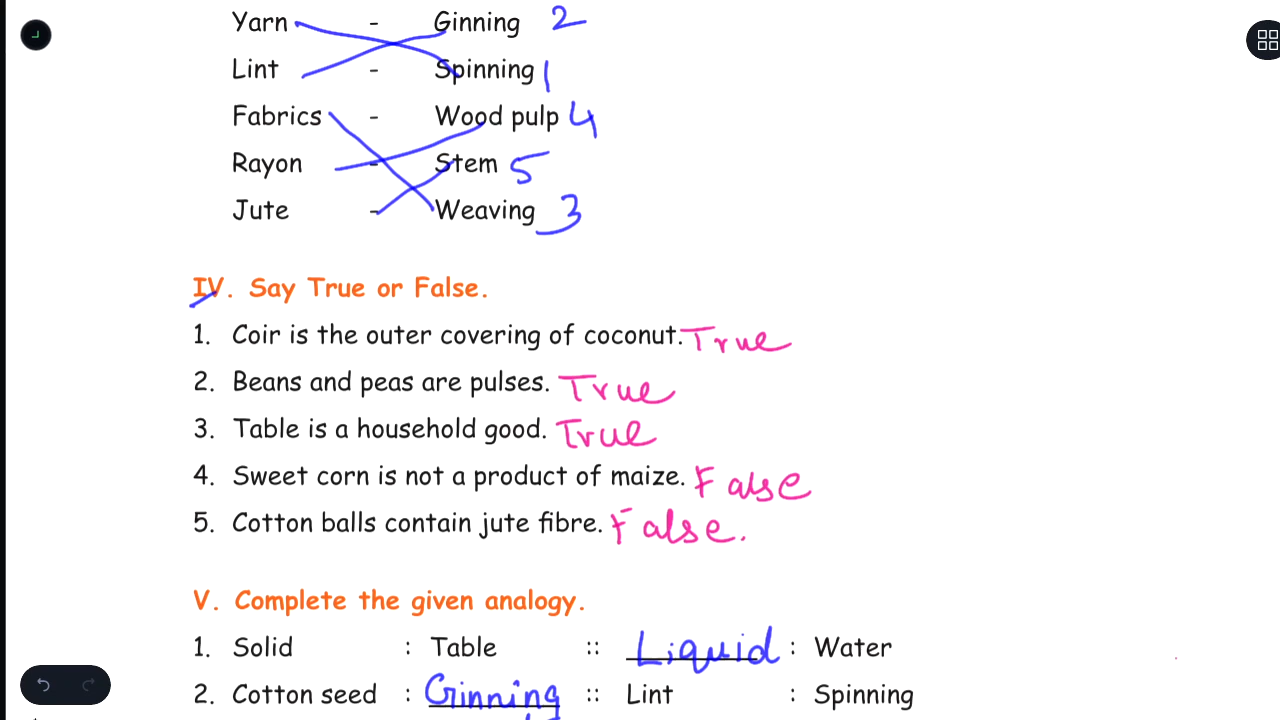 Yarn - Ginning 2
Lint - Spinning 1
Fabrics - Wood pulp 4
Rayon - Stem 5
Jute - Weaving 3
IV. Say True or False.
1. Coir is the outer covering of coconut. True
2. Beans and peas are pulses. True
3. Table is a household good. True
4. Sweet corn is not a product of maize. False
5. Cotton balls contain jute fibre. False.
V. Complete the given analogy.
1. Solid : Table :: Liquid : Water
2. Cotton seed : Ginning :: Lint : Spinning